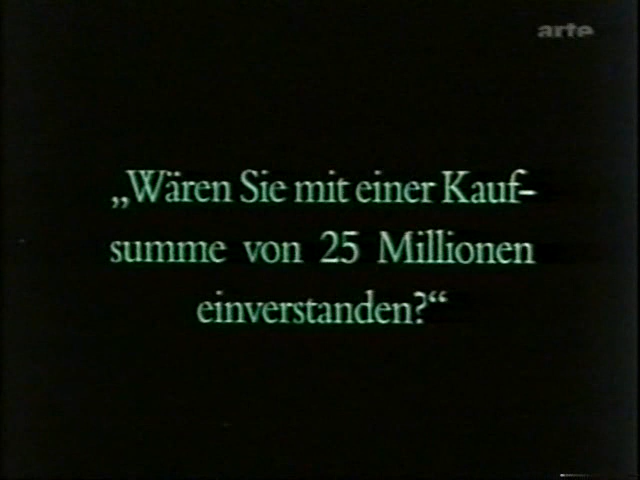 arte
„Wären Sie mit einer Kauf-
summe von 25 Millionen
einverstanden?“